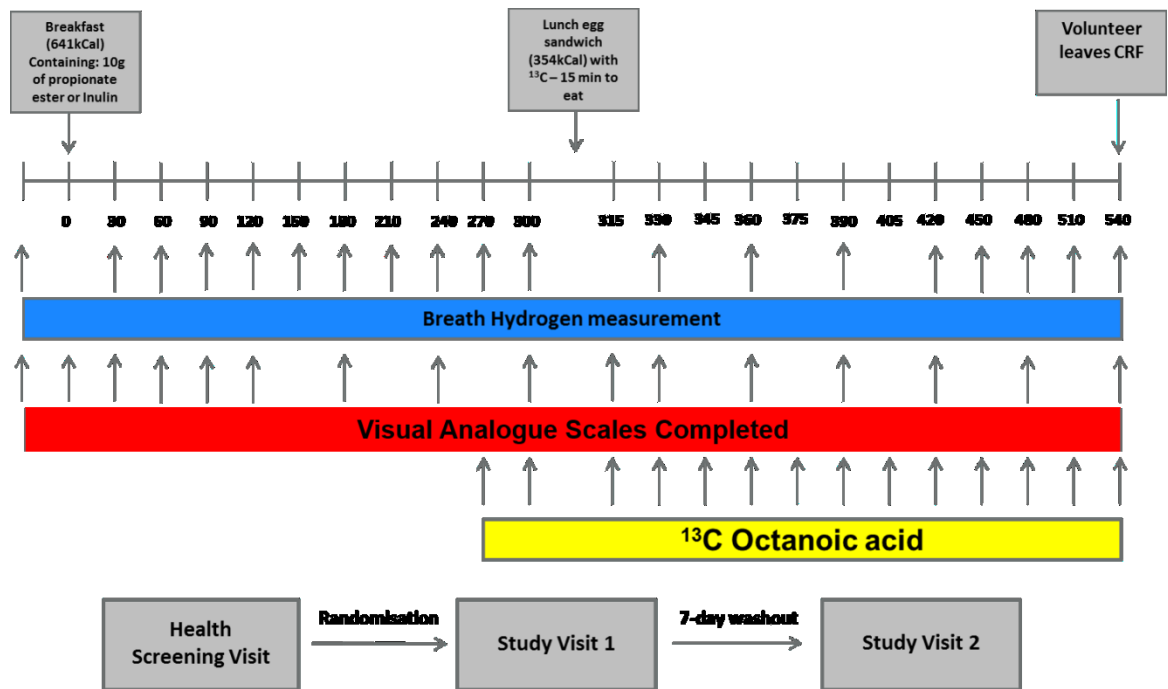 Breakfast
(641kCal)
Containing: 10g
of propionate
ester or Inulin
Lunch egg
sandwich
(354kCal) with
¹³C – 15 min to
eat
Volunteer
leaves CRF
0 30 60 90 120 150 180 210 240 270 300 315 330 345 360 375 390 405 420 450 480 510 540
Breath Hydrogen measurement
Visual Analogue Scales Completed
¹³C Octanoic acid
Health
Screening Visit
Randomisation
Study Visit 1
7-day washout
Study Visit 2